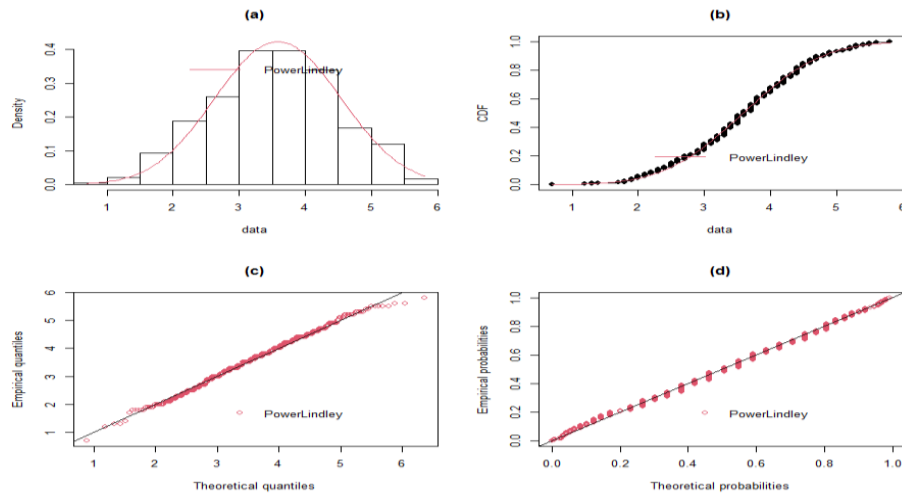 (a)
Density
0.0
0.1
0.2
0.3
0.4
PowerLindley
1 2 3 4 5 6
data
(b)
CDF
0.0 0.2 0.4 0.6 0.8 1.0
PowerLindley
1 2 3 4 5 6
data
(c)
Empirical quantiles
1 2 3 4 5 6
PowerLindley
1 2 3 4 5 6
Theoretical quantiles
(d)
Empirical probabilities
0.0 0.2 0.4 0.6 0.8 1.0
PowerLindley
0.0 0.2 0.4 0.6 0.8 1.0
Theoretical probabilities